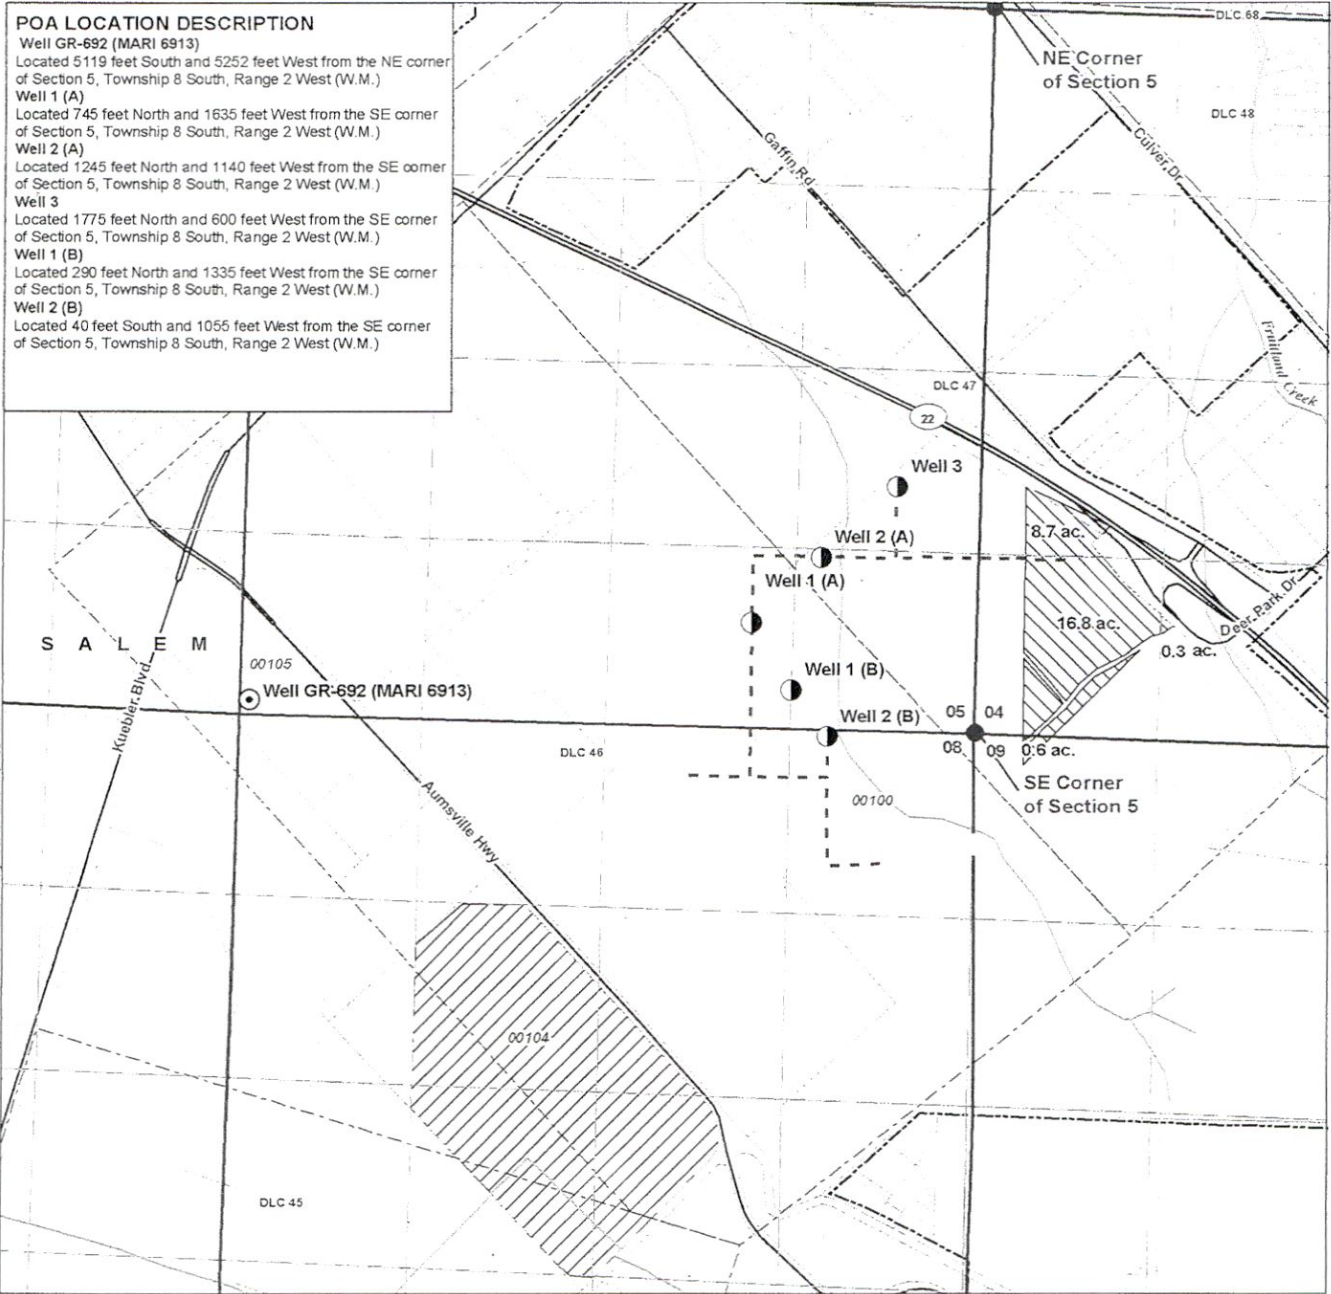 POA LOCATION DESCRIPTION
Well GR-692 (MARI 6913)
Located 5119 feet South and 5252 feet West from the NE corner
of Section 5, Township 8 South, Range 2 West (W.M.)
Well 1 (A)
Located 745 feet North and 1635 feet West from the SE corner
of Section 5, Township 8 South, Range 2 West (W.M.)
Well 2 (A)
Located 1245 feet North and 1140 feet West from the SE corner
of Section 5, Township 8 South, Range 2 West (W.M.)
Well 3
Located 1775 feet North and 600 feet West from the SE corner
of Section 5, Township 8 South, Range 2 West (W.M.)
Well 1 (B)
Located 290 feet North and 1335 feet West from the SE corner
of Section 5, Township 8 South, Range 2 West (W.M.)
Well 2 (B)
Located 40 feet South and 1055 feet West from the SE corner
of Section 5, Township 8 South, Range 2 West (W.M.)
DLC 68
NE Corner
of Section 5
DLC 48
Gaffin Rd
Culver Dr
Fruitland Creek
DLC 47
22
Well 3
8.7 ac.
Well 2 (A)
Well 1 (A)
Deer Park Dr
16.8 ac.
0.3 ac.
SALEM
00105
Kuebler Blvd
Well GR-692 (MARI 6913)
Well 1 (B)
Well 2 (B)
05 04
08 09
0.6 ac.
DLC 46
SE Corner
of Section 5
00100
Aumsville Hwy
00104
DLC 45